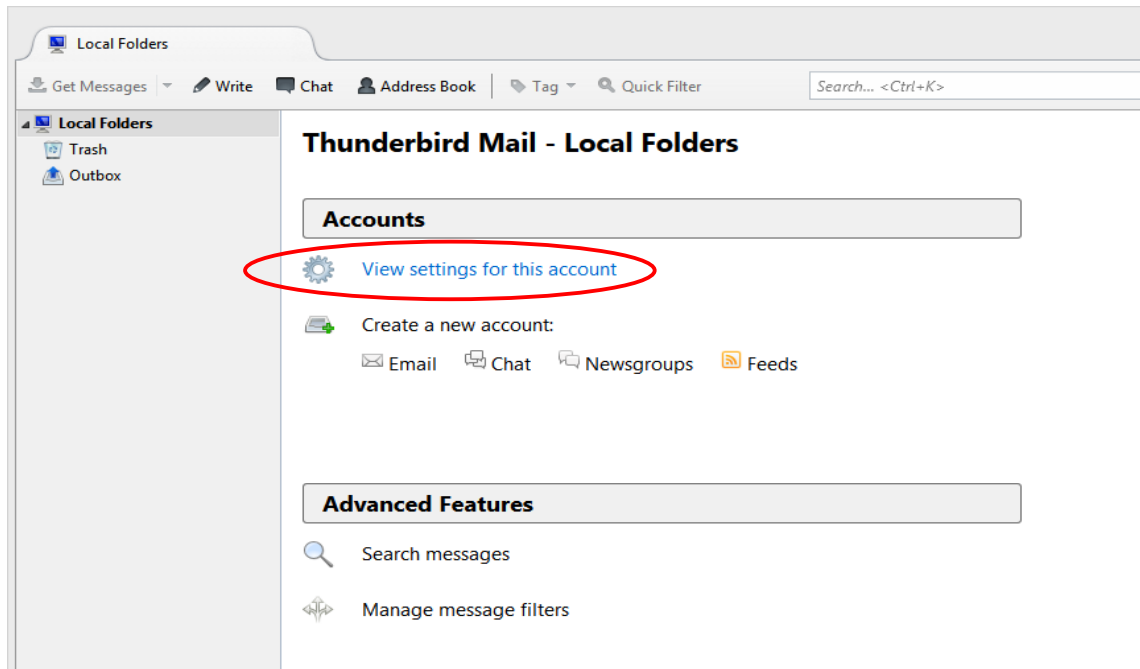 Local Folders
Get Messages Write Chat Address Book Tag Quick Filter Search... <Ctrl+K>
Local Folders
Trash
Outbox
Thunderbird Mail - Local Folders
Accounts
View settings for this account
Create a new account:
Email Chat Newsgroups Feeds
Advanced Features
Search messages
Manage message filters